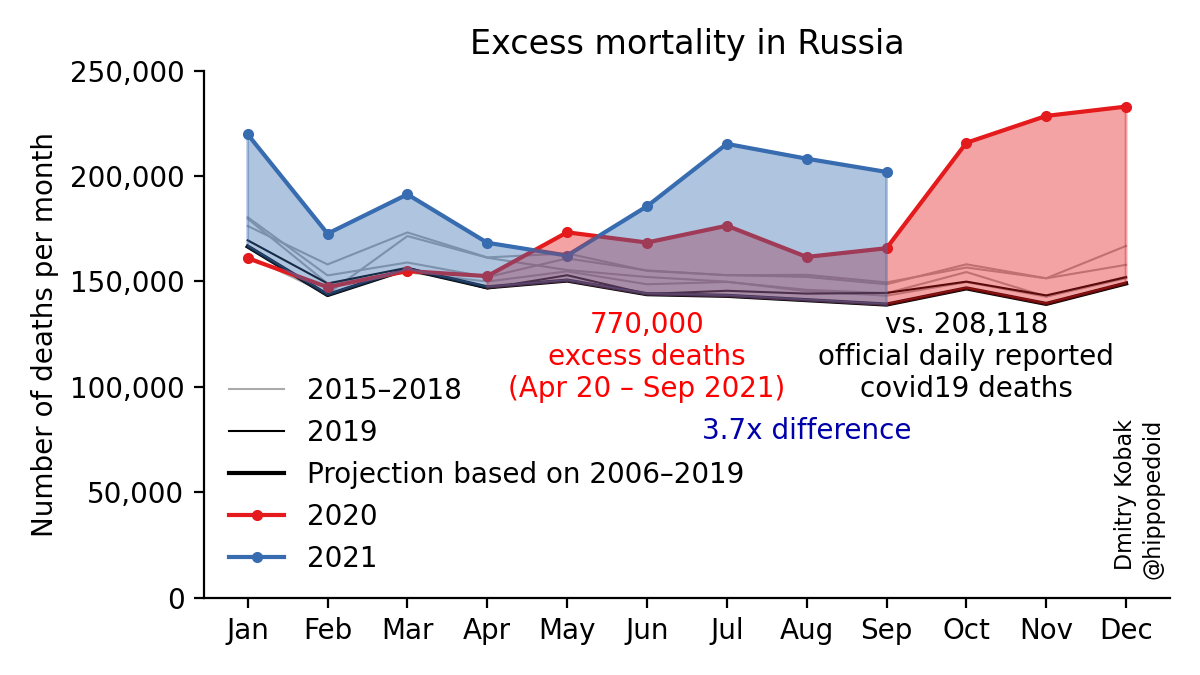 Excess mortality in Russia
Number of deaths per month
250,000
200,000
150,000
100,000
50,000
0
770,000
excess deaths
(Apr 20 – Sep 2021)
vs. 208,118
official daily reported
covid19 deaths
3.7x difference
2015–2018
2019
Projection based on 2006–2019
2020
2021
Dmitry Kobak
@hippopedoid
Jan Feb Mar Apr May Jun Jul Aug Sep Oct Nov Dec